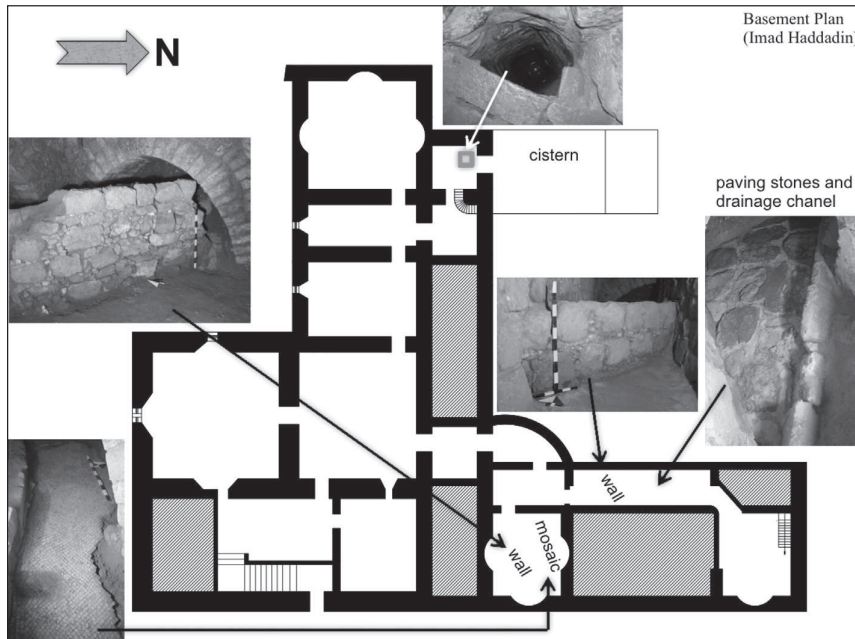 Basement Plan
(Imad Haddadin)
N
cistern
paving stones and
drainage chanel
wall
mosaic
wall